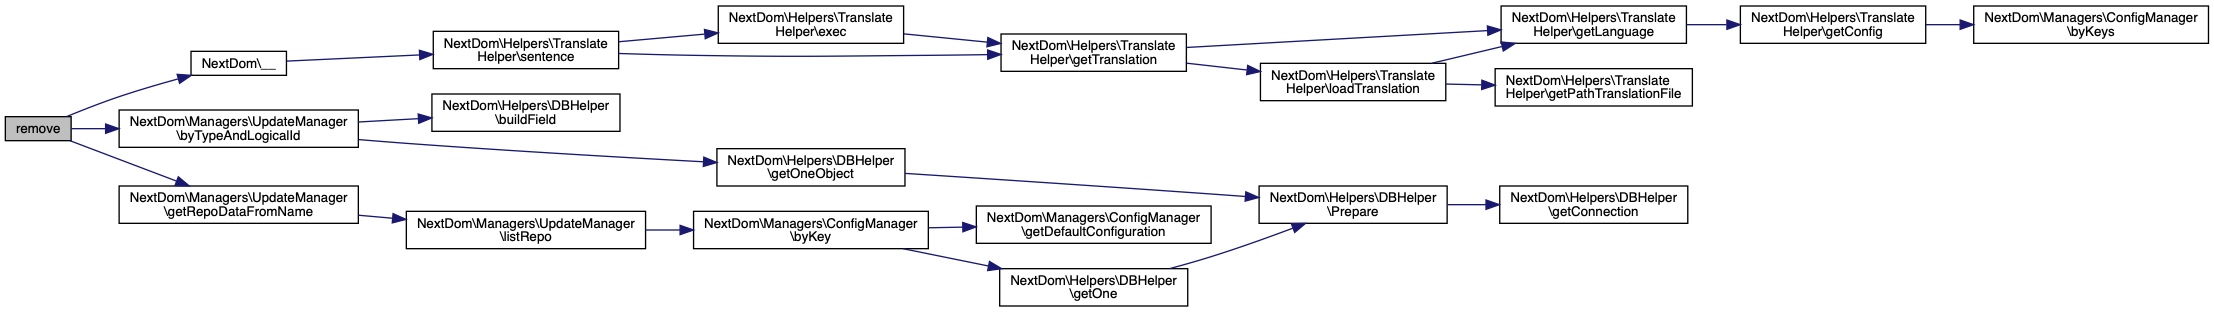 remove
NextDom\__
NextDom\Managers\UpdateManager
\byTypeAndLogicalId
NextDom\Managers\UpdateManager
\getRepoDataFromName
NextDom\Helpers\Translate
Helper\sentence
NextDom\Helpers\DBHelper
\buildField
NextDom\Managers\UpdateManager
\listRepo
NextDom\Helpers\Translate
Helper\exec
NextDom\Helpers\DBHelper
\getOneObject
NextDom\Managers\ConfigManager
\byKey
NextDom\Helpers\Translate
Helper\getTranslation
NextDom\Managers\ConfigManager
\getDefaultConfiguration
NextDom\Helpers\DBHelper
\getOne
NextDom\Helpers\Translate
Helper\loadTranslation
NextDom\Helpers\DBHelper
\Prepare
NextDom\Helpers\Translate
Helper\getLanguage
NextDom\Helpers\Translate
Helper\getPathTranslationFile
NextDom\Helpers\DBHelper
\getConnection
NextDom\Helpers\Translate
Helper\getConfig
NextDom\Managers\ConfigManager
\byKeys